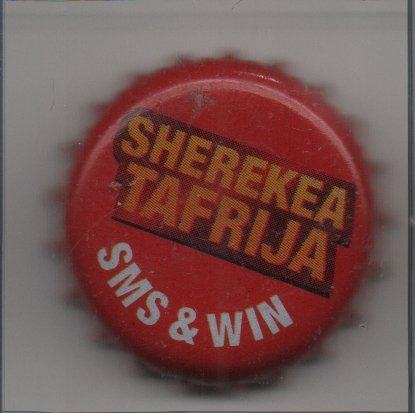 SHEREKEA
TAFRIJA
SMS & WIN